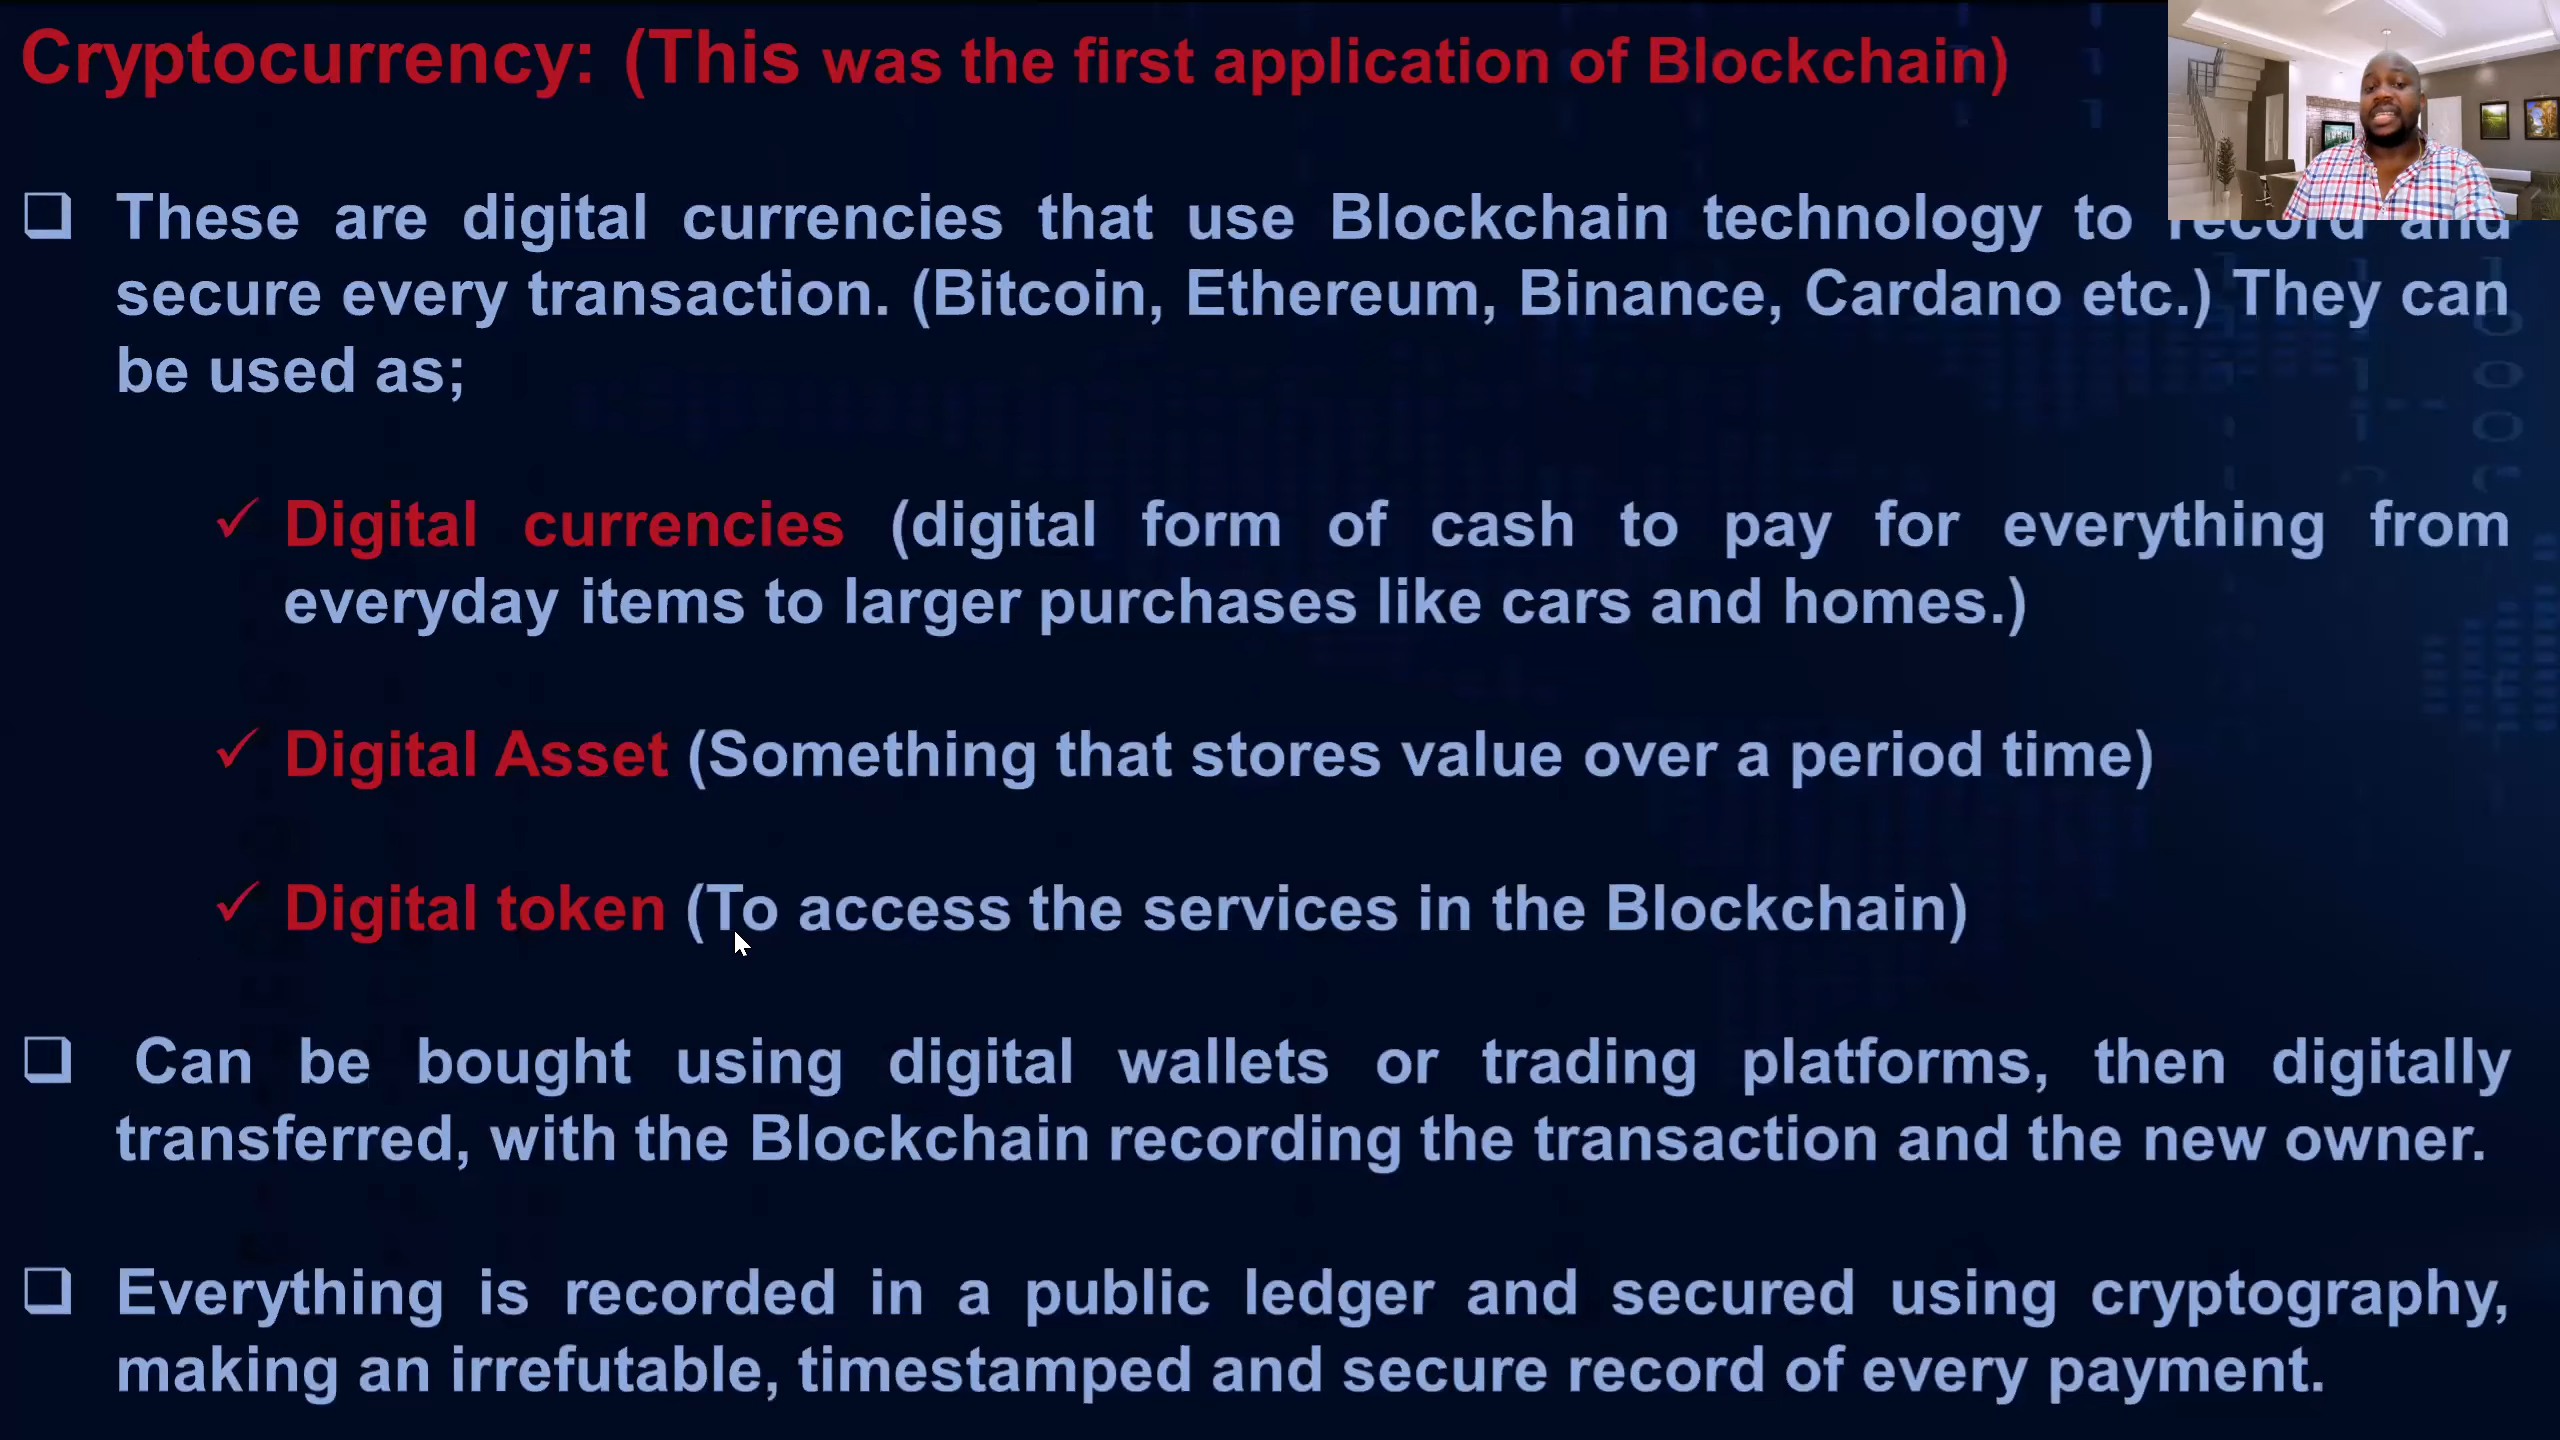 Cryptocurrency: (This was the first application of Blockchain)
These are digital currencies that use Blockchain technology to record and
secure every transaction. (Bitcoin, Ethereum, Binance, Cardano etc.) They can
be used as;
Digital currencies (digital form of cash to pay for everything from
everyday items to larger purchases like cars and homes.)
Digital Asset (Something that stores value over a period time)
Digital token (To access the services in the Blockchain)
Can be bought using digital wallets or trading platforms, then digitally
transferred, with the Blockchain recording the transaction and the new owner.
Everything is recorded in a public ledger and secured using cryptography,
making an irrefutable, timestamped and secure record of every payment.